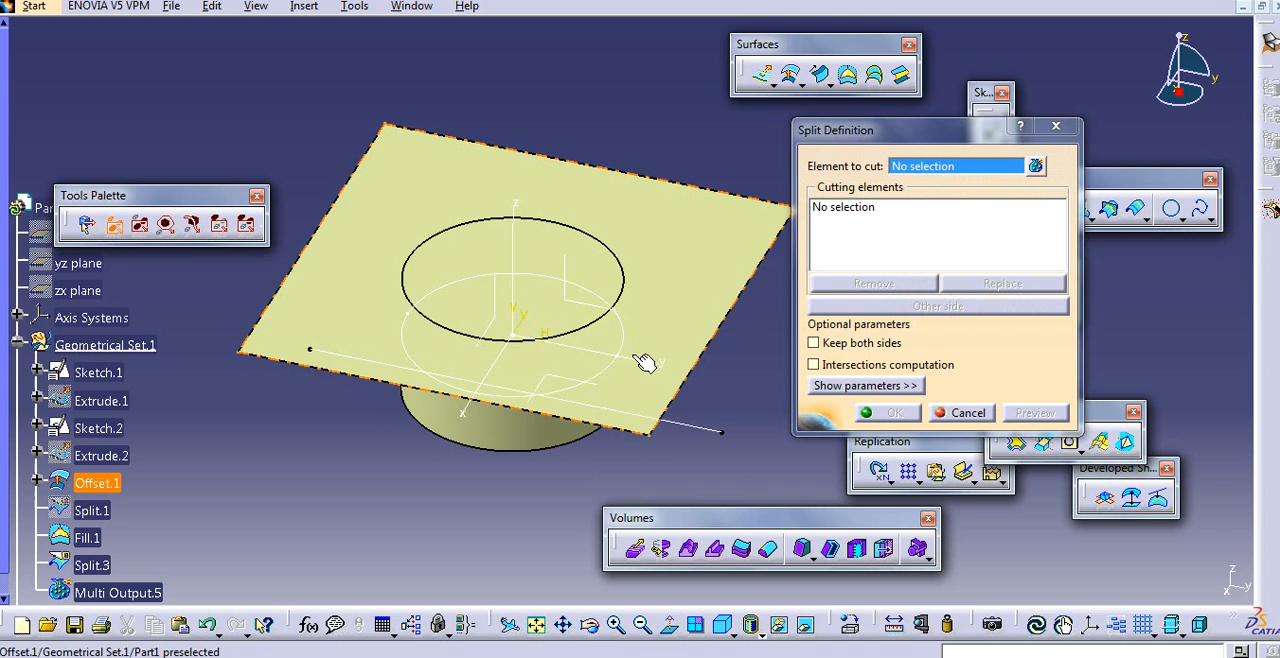 Start ENOVIA V5 VPM File Edit View Insert Tools Window Help
Surfaces
z
y
Sk...
Split Definition
?
Element to cut: No selection
Cutting elements
No selection
Remove Replace
Other side
Optional parameters
Keep both sides
Intersections computation
Show parameters >>
OK Cancel Preview
Tools Palette
yz plane
zx plane
Axis Systems
Geometrical Set.1
Sketch.1
Extrude.1
Sketch.2
Extrude.2
Offset.1
Split.1
Fill.1
Split.3
Multi Output.5
z
V
y
H
y
x
Replication
Developed Sh...
Volumes
z
x y
f(x)
DS
CATIA
Offset.1/Geometrical Set.1/Part1 preselected